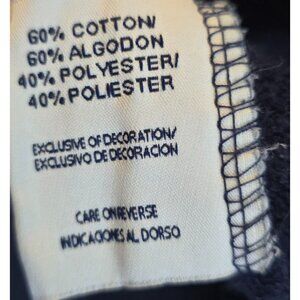 60% COTTON/
60% ALGODON
40% POLYESTER/
40% POLIESTER
EXCLUSIVE OF DECORATION/
EXCLUSIVO DE DECORACION
CARE ON REVERSE
INDICACIONES AL DORSO